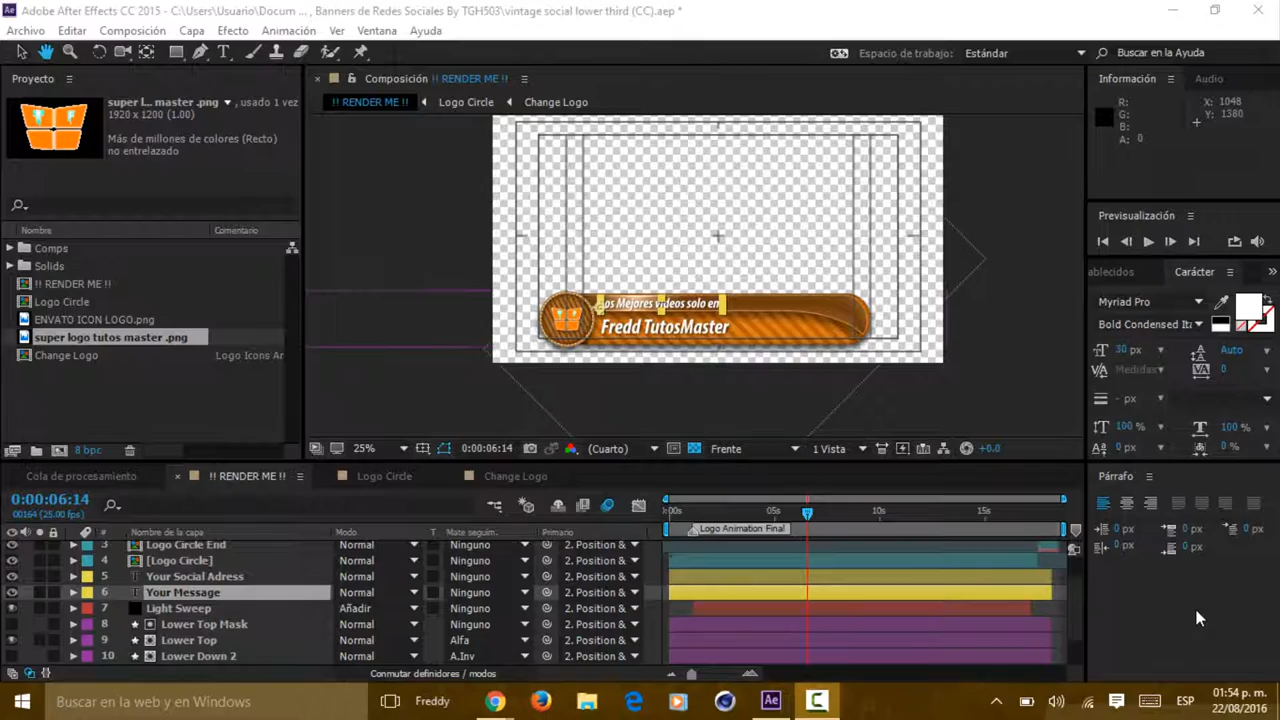 Adobe After Effects CC 2015 - C:\Users\Usuario\Docum ... , Banners de Redes Sociales By TGH503\vintage social lower third (CC).aep *
Archivo Editar Composición Capa Efecto Animación Ver Ventana Ayuda
Espacio de trabajo: Estándar Buscar en la Ayuda
Proyecto
super l... master .png , usado 1 vez
1920 x 1200 (1.00)
Más de millones de colores (Recto)
no entrelazado
Nombre Comentario
Comps
Solids
!! RENDER ME !!
Logo Circle
ENVATO ICON LOGO.png
super logo tutos master .png
Change Logo Logo Icons Ar
8 bpc
Composición !! RENDER ME !!
!! RENDER ME !! Logo Circle Change Logo
Los Mejores videos solo en
Fredd TutosMaster
25% 0:00:06:14 (Cuarto) Frente 1 Vista +0.0
Información Audio
R: X: 1048
G: Y: 1380
B:
A: 0
Previsualización
ablecidos Carácter
Myriad Pro
Bold Condensed Ita
30 px Auto
Medidas 0
- px
100 % 100 %
0 px 0 %
Párrafo
0 px 0 px 0 px
0 px 0 px
Cola de procesamiento !! RENDER ME !! Logo Circle Change Logo
0:00:06:14
00164 (25.00 fps)
:00s 05s 10s 15s
# Nombre de la capa Modo T Mate seguim. Primario
Logo Animation Final
3 Logo Circle End Normal Ninguno 2. Position &
4 [Logo Circle] Normal Ninguno 2. Position &
5 Your Social Adress Normal Ninguno 2. Position &
6 Your Message Normal Ninguno 2. Position &
7 Light Sweep Añadir Ninguno 2. Position &
8 Lower Top Mask Normal Ninguno 2. Position &
9 Lower Top Normal Alfa 2. Position &
10 Lower Down 2 Normal A.Inv 2. Position &
Conmutar definidores / modos
Buscar en la web y en Windows Freddy ESP 01:54 p. m.
22/08/2016